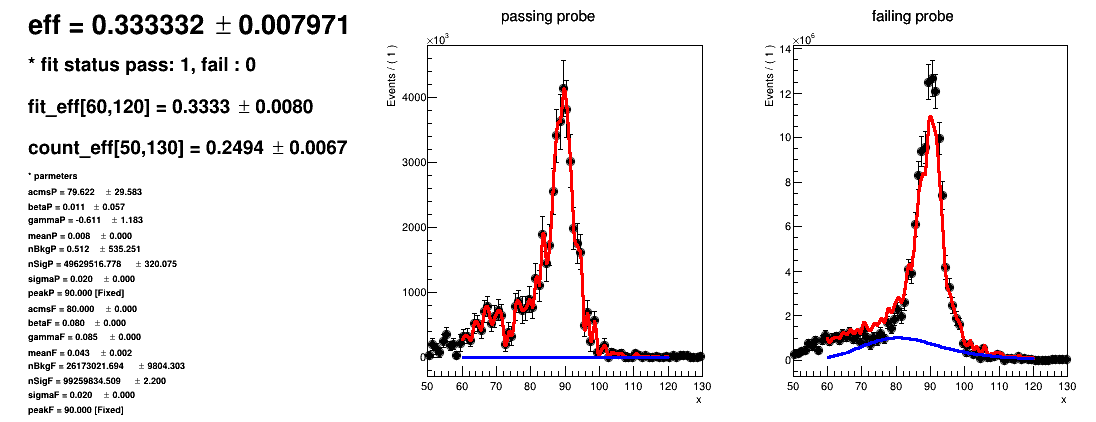 eff = 0.333332 ± 0.007971
* fit status pass: 1, fail : 0
fit_eff[60,120] = 0.3333 ± 0.0080
count_eff[50,130] = 0.2494 ± 0.0067
* parmeters
acmsP = 79.622 ± 29.583
betaP = 0.011 ± 0.057
gammaP = -0.611 ± 1.183
meanP = 0.008 ± 0.000
nBkgP = 0.512 ± 535.251
nSigP = 49629516.778 ± 320.075
sigmaP = 0.020 ± 0.000
peakP = 90.000 [Fixed]
acmsF = 80.000 ± 0.000
betaF = 0.080 ± 0.000
gammaF = 0.085 ± 0.000
meanF = 0.043 ± 0.002
nBkgF = 26173021.694 ± 9804.303
nSigF = 99259834.509 ± 2.200
sigmaF = 0.020 ± 0.000
peakF = 90.000 [Fixed]
passing probe
×10³
Events / ( 1 )
4000
3000
2000
1000
0
50 60 70 80 90 100 110 120 130
x
failing probe
×10⁶
Events / ( 1 )
14
12
10
8
6
4
2
0
50 60 70 80 90 100 110 120 130
x